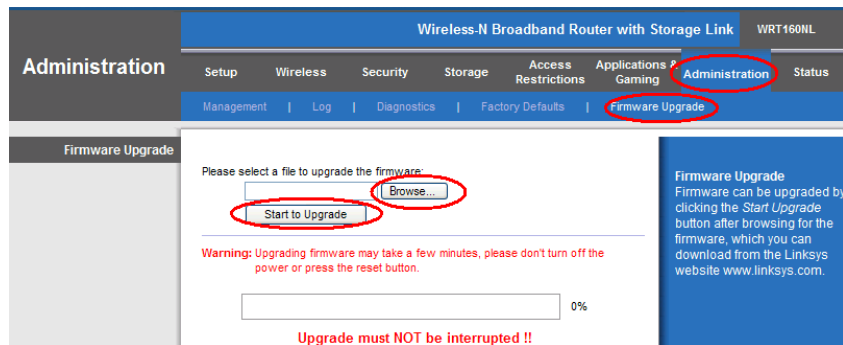 Wireless-N Broadband Router with Storage Link WRT160NL
Administration
Setup Wireless Security Storage Access Restrictions Applications & Gaming Administration Status
Management | Log | Diagnostics | Factory Defaults | Firmware Upgrade
Firmware Upgrade
Please select a file to upgrade the firmware:
Browse...
Start to Upgrade
Warning: Upgrading firmware may take a few minutes, please don't turn off the
power or press the reset button.
0%
Upgrade must NOT be interrupted !!
Firmware Upgrade
Firmware can be upgraded by
clicking the Start Upgrade
button after browsing for the
firmware, which you can
download from the Linksys
website www.linksys.com.